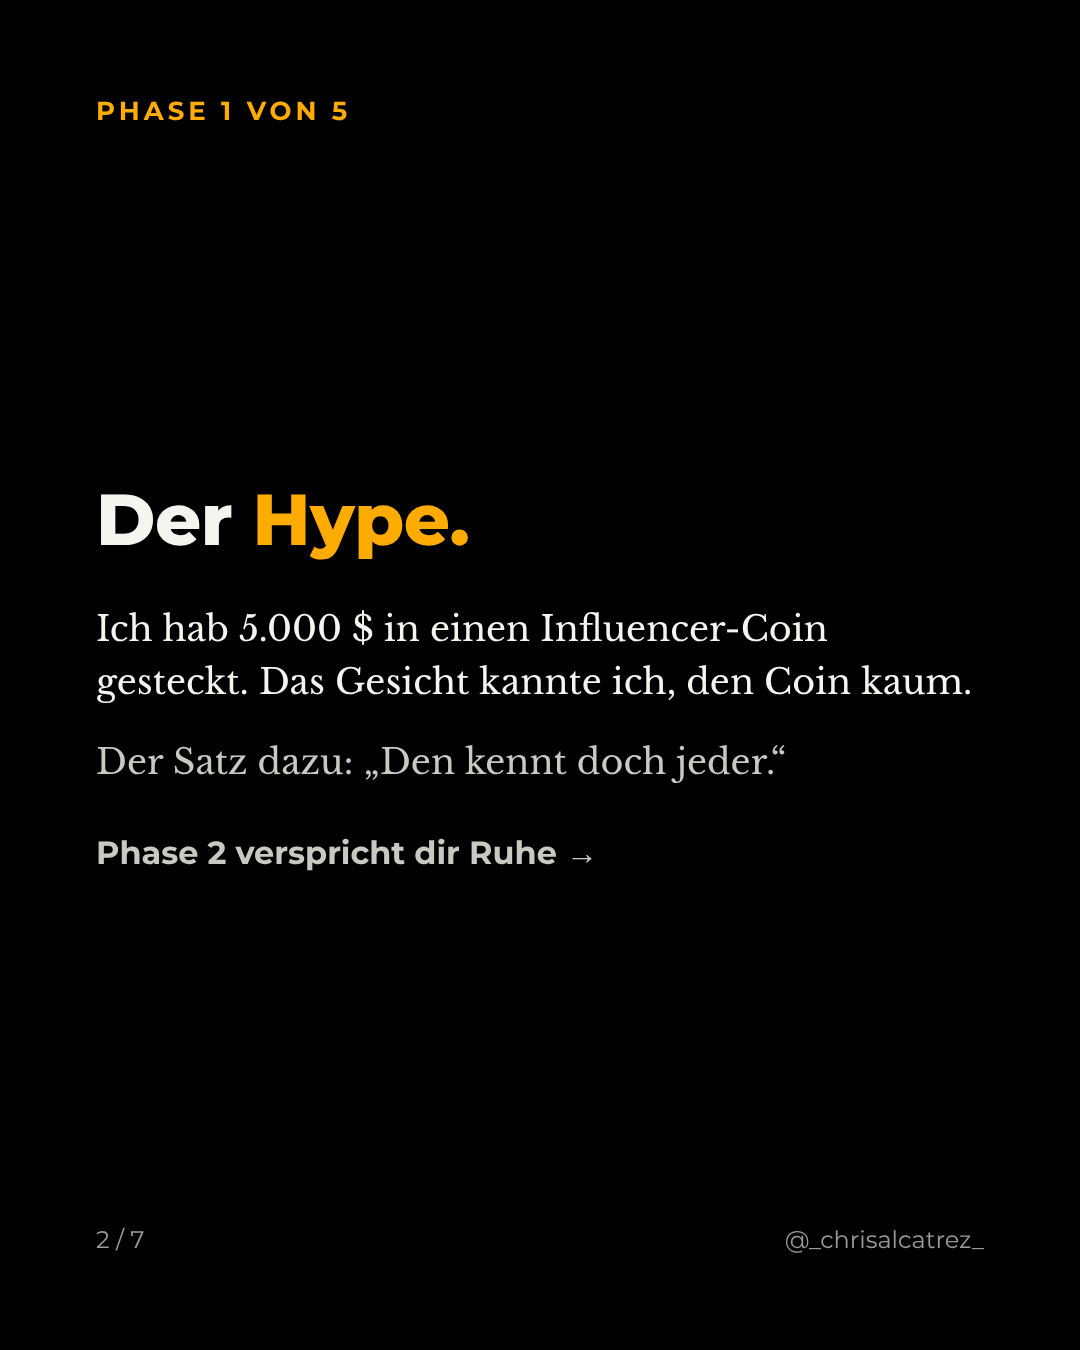 PHASE 1 VON 5
Der Hype.
Ich hab 5.000 $ in einen Influencer-Coin
gesteckt. Das Gesicht kannte ich, den Coin kaum.
Der Satz dazu: „Den kennt doch jeder.“
Phase 2 verspricht dir Ruhe →
2 / 7
@_chrisalcatrez_